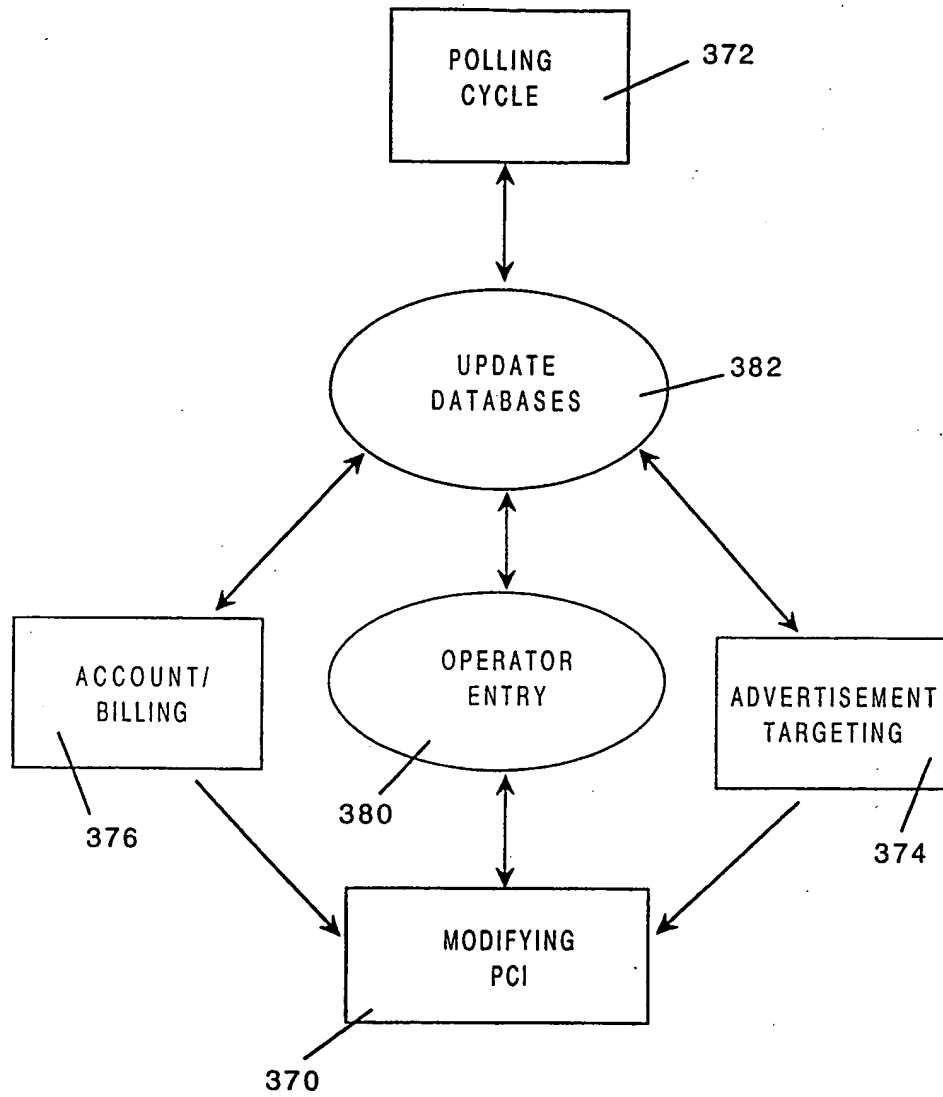 POLLING
CYCLE
372
UPDATE
DATABASES
382
ACCOUNT/
BILLING
376
OPERATOR
ENTRY
380
ADVERTISEMENT
TARGETING
374
MODIFYING
PCI
370